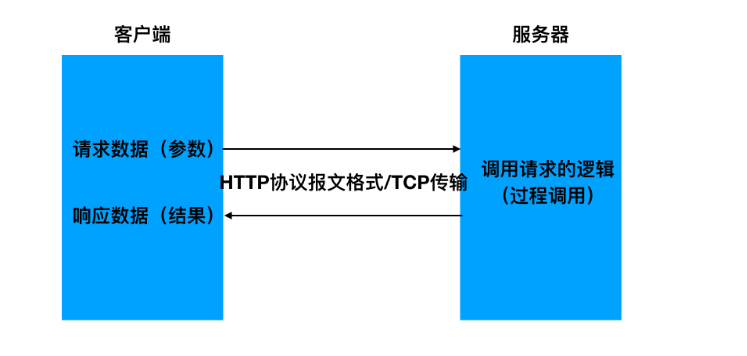 客户端
服务器
请求数据（参数）
HTTP协议报文格式/TCP传输
响应数据（结果）
调用请求的逻辑
（过程调用）